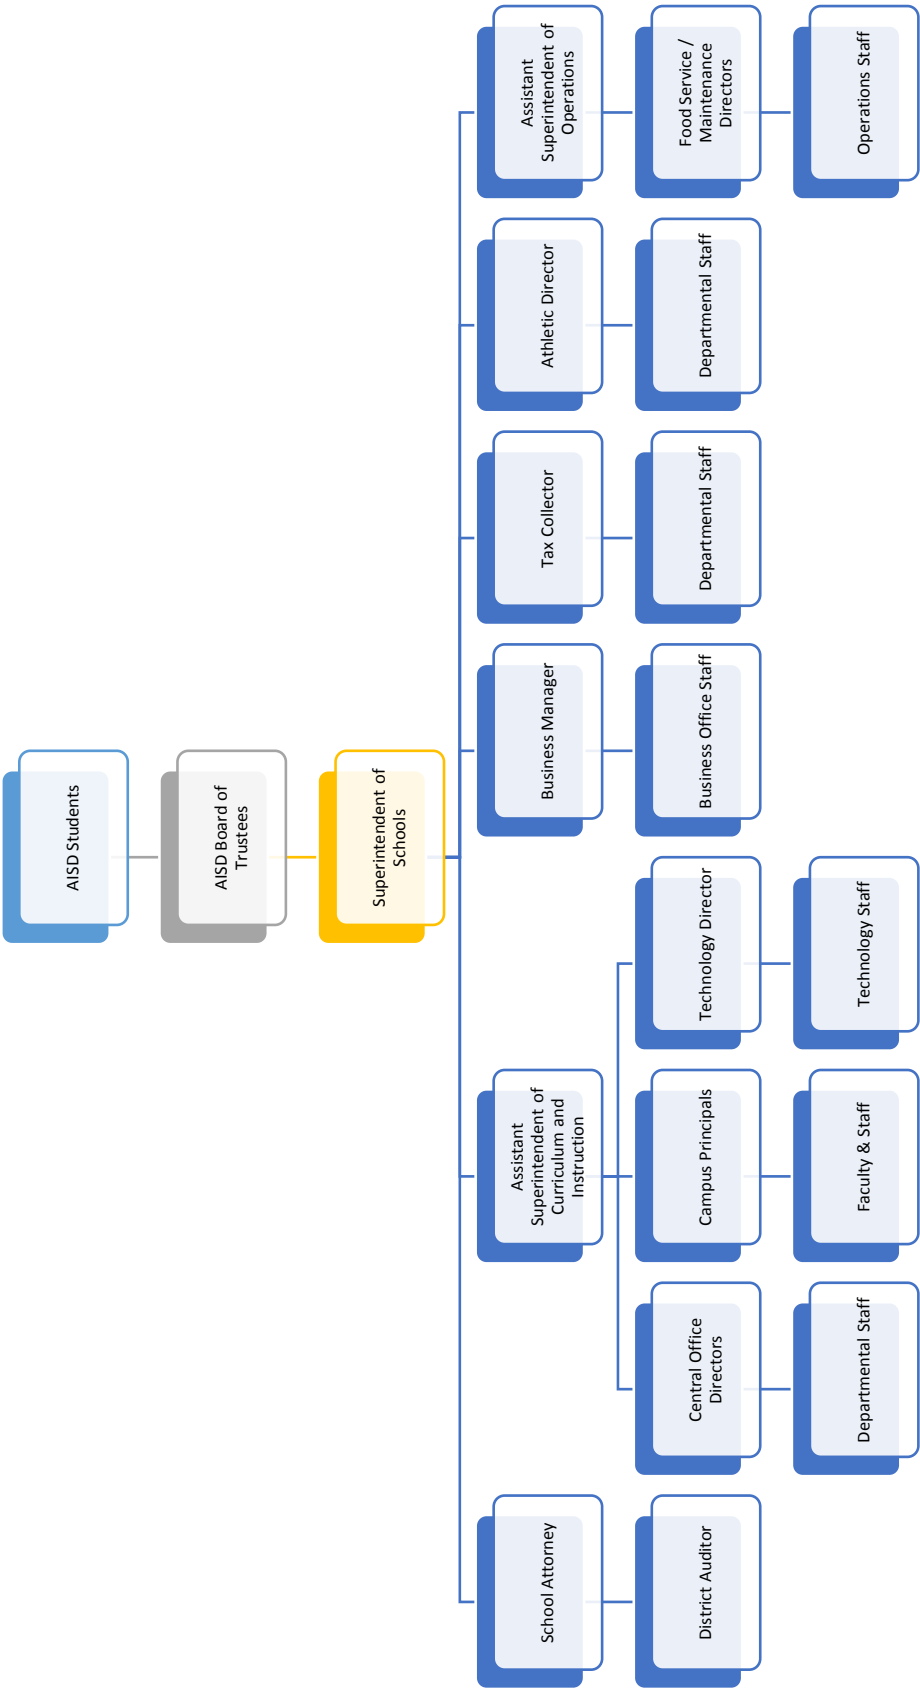 AISD Students
AISD Board of
Trustees
Superintendent of
Schools
School Attorney
Assistant
Superintendent of
Curriculum and
Instruction
Business Manager
Tax Collector
Athletic Director
Assistant
Superintendent of
Operations
District Auditor
Central Office
Directors
Campus Principals
Technology Director
Business Office Staff
Departmental Staff
Departmental Staff
Food Service /
Maintenance
Directors
Departmental Staff
Faculty & Staff
Technology Staff
Operations Staff